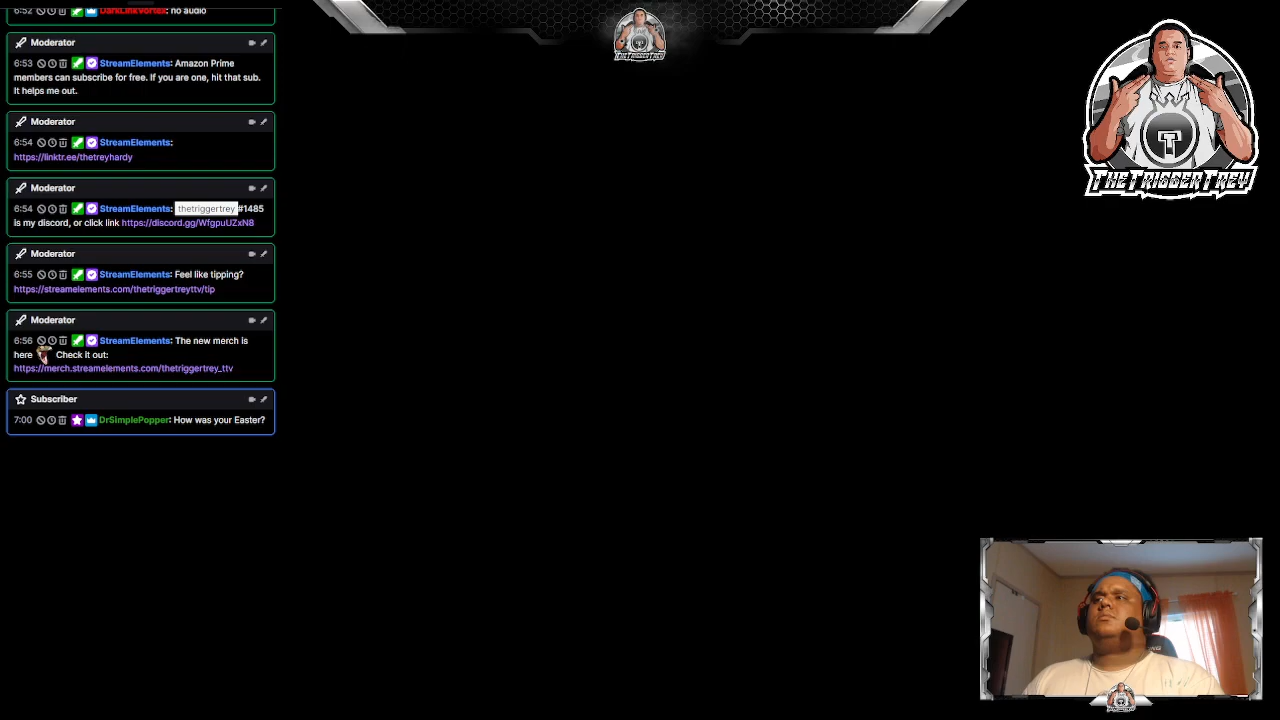 6:52 DarkLinkVortex: no audio
THETRIGGERTREY
Moderator
6:53 StreamElements: Amazon Prime
members can subscribe for free. If you are one, hit that sub.
It helps me out.
Moderator
6:54 StreamElements:
https://linktr.ee/thetreyhardy
Moderator
6:54 StreamElements: thetriggertrey #1485
is my discord, or click link https://discord.gg/WfgpuUZxN8
THETRIGGERTREY
Moderator
6:55 StreamElements: Feel like tipping?
https://streamelements.com/thetriggertreyttv/tip
Moderator
6:56 StreamElements: The new merch is
here Check it out:
https://merch.streamelements.com/thetriggertrey_ttv
Subscriber
7:00 DrSimplePopper: How was your Easter?